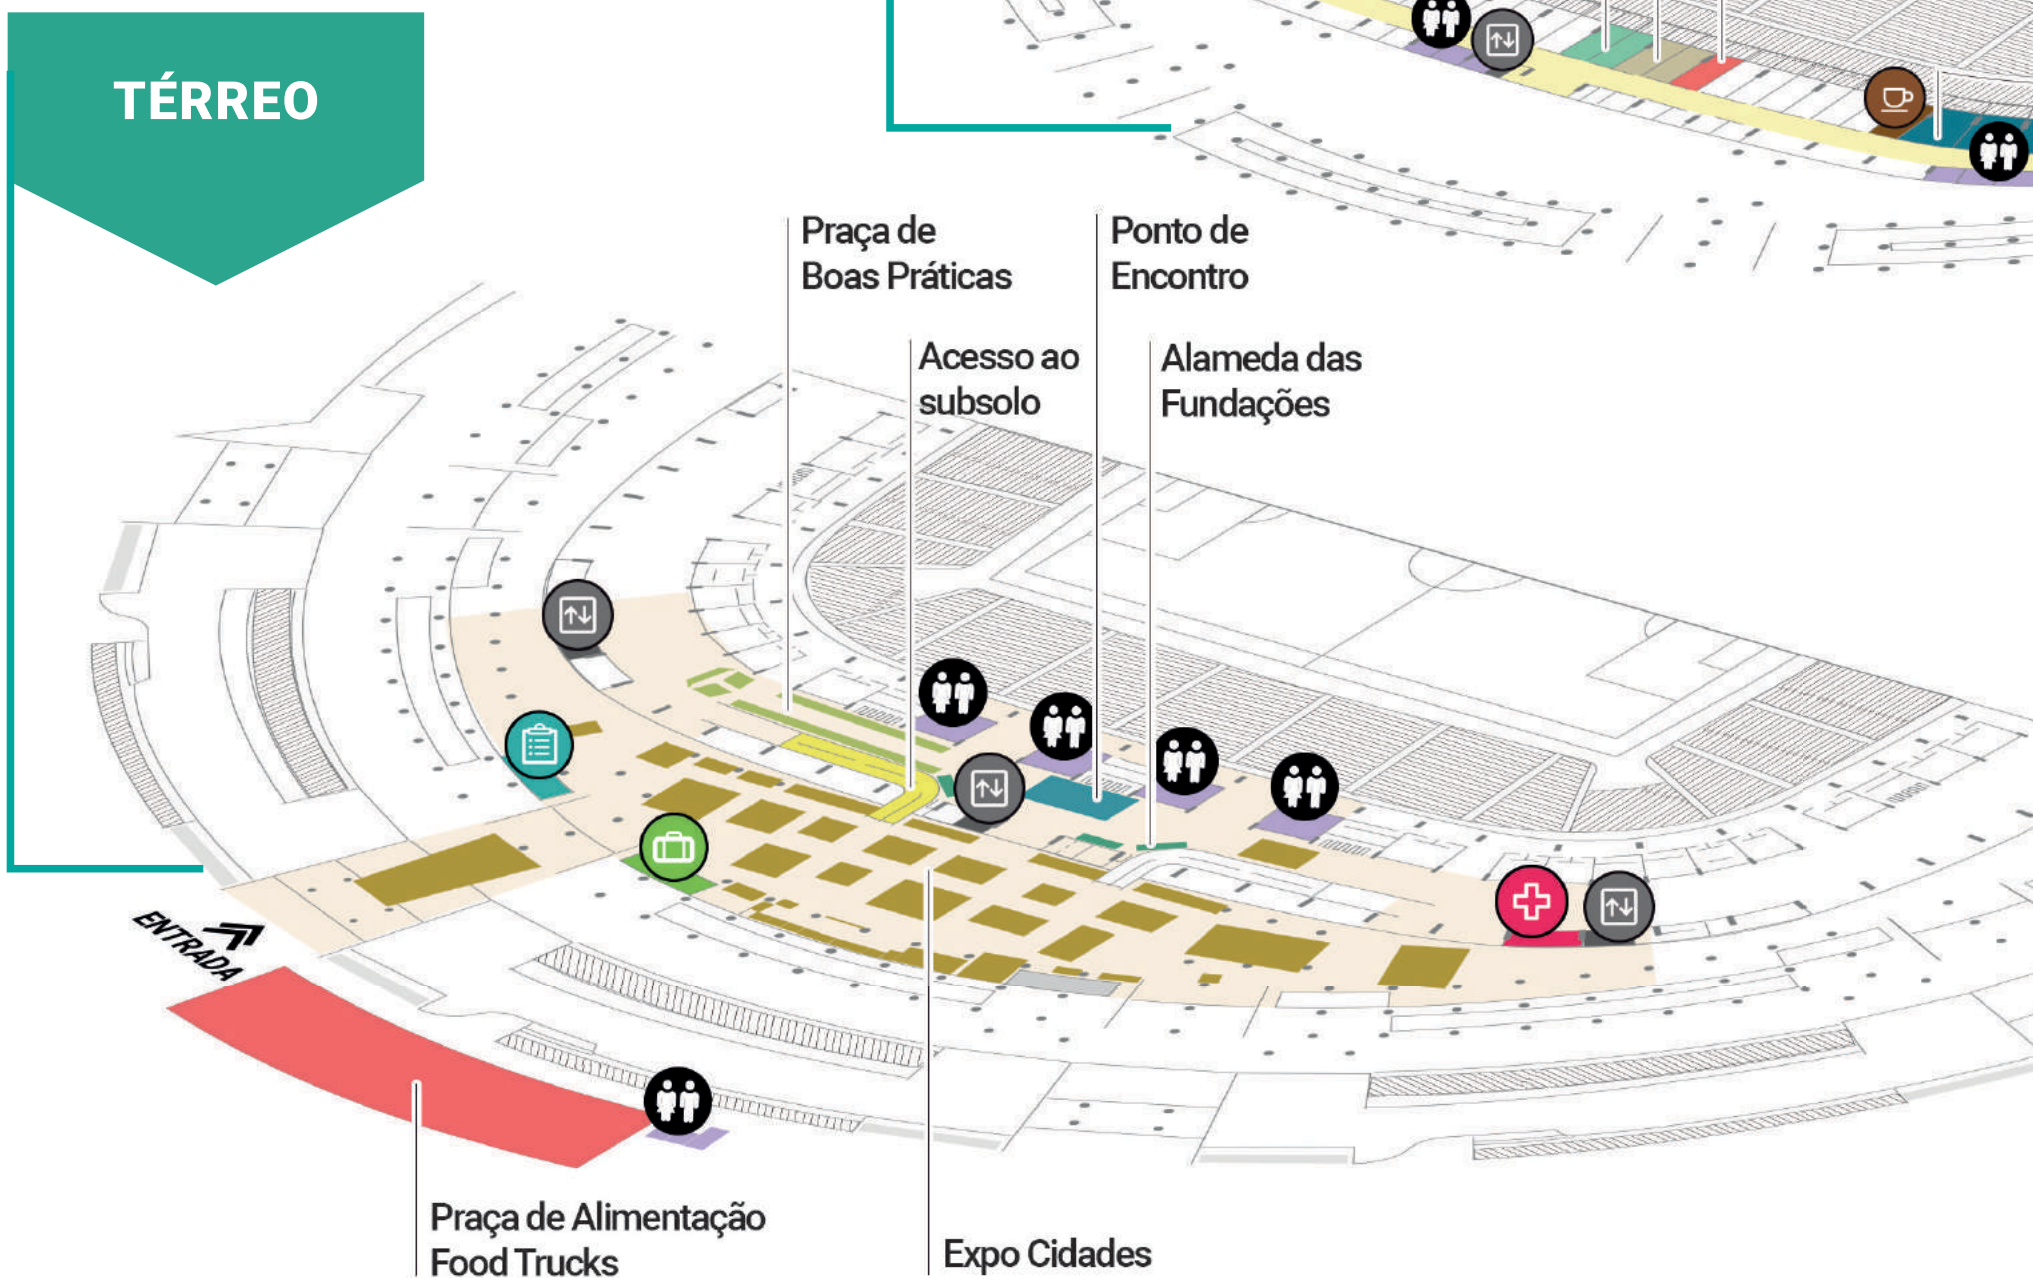 TÉRREO
Praça de
Boas Práticas
Ponto de
Encontro
Acesso ao
subsolo
Alameda das
Fundações
ENTRADA
Praça de Alimentação
Food Trucks
Expo Cidades